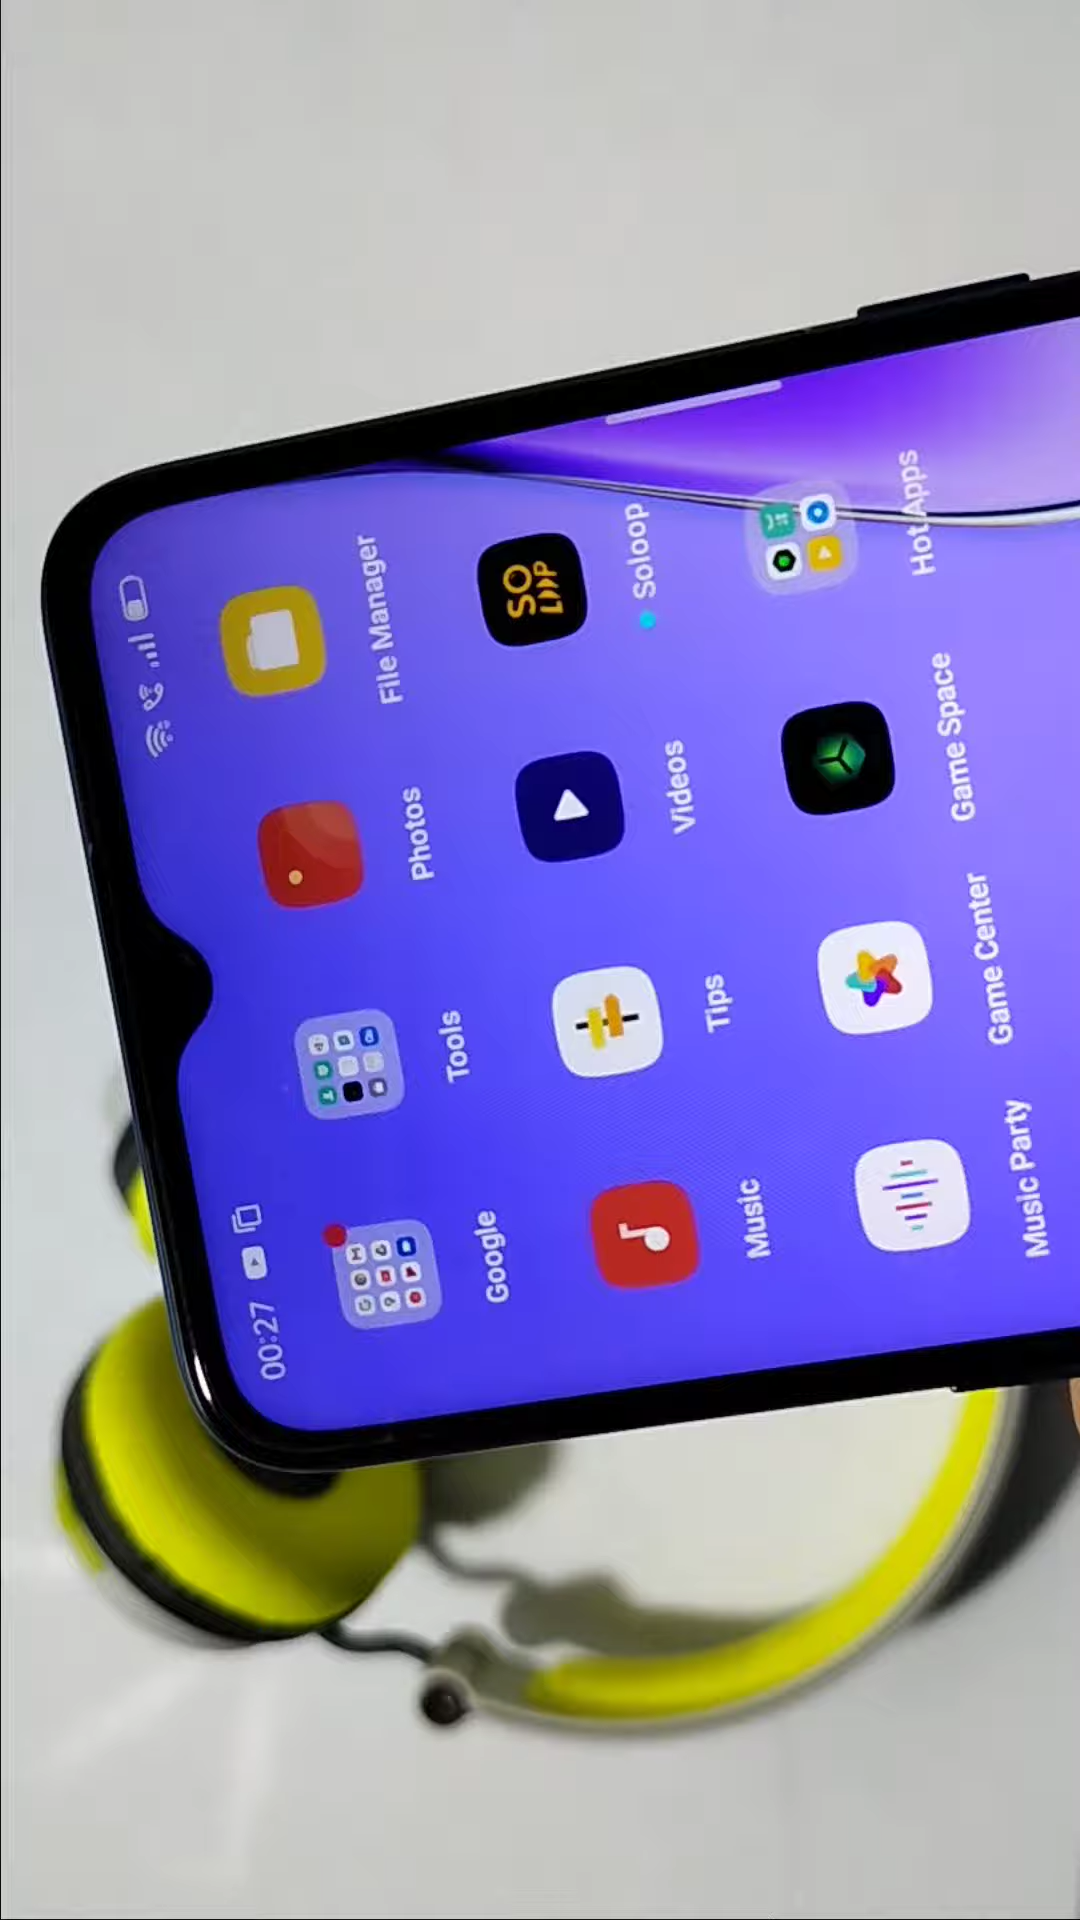 00:27
Google
Tools
Photos
File Manager
Music
Tips
Videos
SO
LOOP
Soloop
Music Party
Game Center
Game Space
Hot Apps